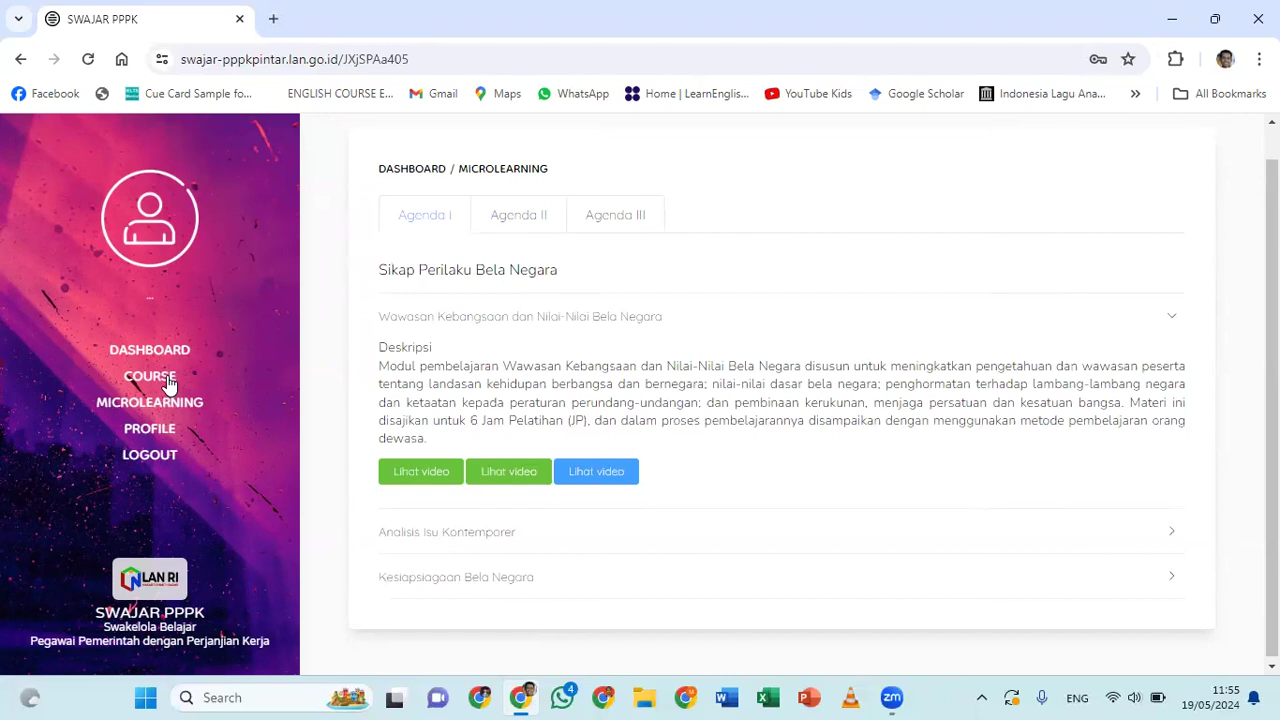 SWAJAR PPPK
swajar-pppkpintar.lan.go.id/JXjSPAa405
Facebook
Cue Card Sample fo...
ENGLISH COURSE E...
Gmail
Maps
WhatsApp
Home | LearnEnglis...
YouTube Kids
Google Scholar
Indonesia Lagu Ana...
All Bookmarks
...
DASHBOARD
COURSE
MICROLEARNING
PROFILE
LOGOUT
LAN RI
SWAJAR PPPK
Swakelola Belajar
Pegawai Pemerintah dengan Perjanjian Kerja
DASHBOARD / MICROLEARNING
Agenda I
Agenda II
Agenda III
Sikap Perilaku Bela Negara
Wawasan Kebangsaan dan Nilai-Nilai Bela Negara
Deskripsi
Modul pembelajaran Wawasan Kebangsaan dan Nilai-Nilai Bela Negara disusun untuk meningkatkan pengetahuan dan wawasan peserta
tentang landasan kehidupan berbangsa dan bernegara; nilai-nilai dasar bela negara; penghormatan terhadap lambang-lambang negara
dan ketaatan kepada peraturan perundang-undangan; dan pembinaan kerukunan, menjaga persatuan dan kesatuan bangsa. Materi ini
disajikan untuk 6 Jam Pelatihan (JP), dan dalam proses pembelajarannya disampaikan dengan menggunakan metode pembelajaran orang
dewasa.
Lihat video
Lihat video
Lihat video
Analisis Isu Kontemporer
Kesiapsiagaan Bela Negara
Search
4
zm
ENG
11:55
19/05/2024